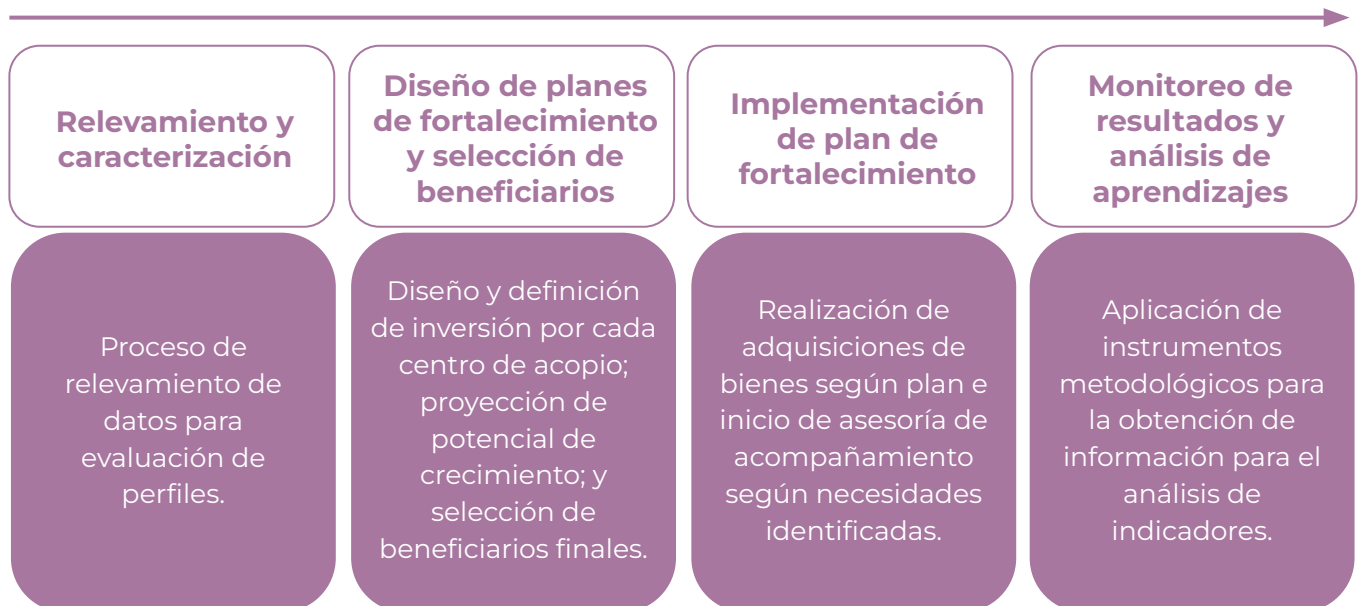 Relevamiento y
caracterización
Diseño de planes
de fortalecimiento
y selección de
beneficiarios
Implementación
de plan de
fortalecimiento
Monitoreo de
resultados y
análisis de
aprendizajes
Proceso de
relevamiento de
datos para
evaluación de
perfiles.
Diseño y definición
de inversión por cada
centro de acopio;
proyección de
potencial de
crecimiento; y
selección de
beneficiarios finales.
Realización de
adquisiciones de
bienes según plan e
inicio de asesoría de
acompañamiento
según necesidades
identificadas.
Aplicación de
instrumentos
metodológicos para
la obtención de
información para el
análisis de
indicadores.